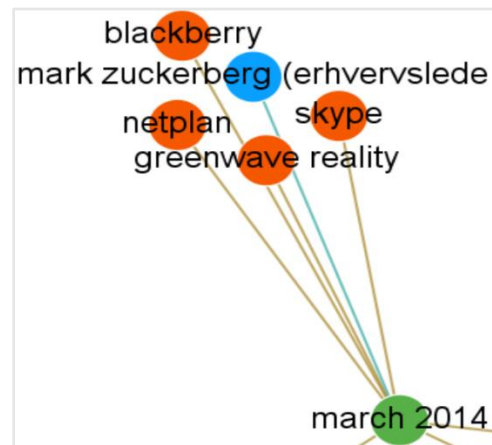 blackberry
mark zuckerberg (erhvervslede
skype
netplan
greenwave reality
march 2014